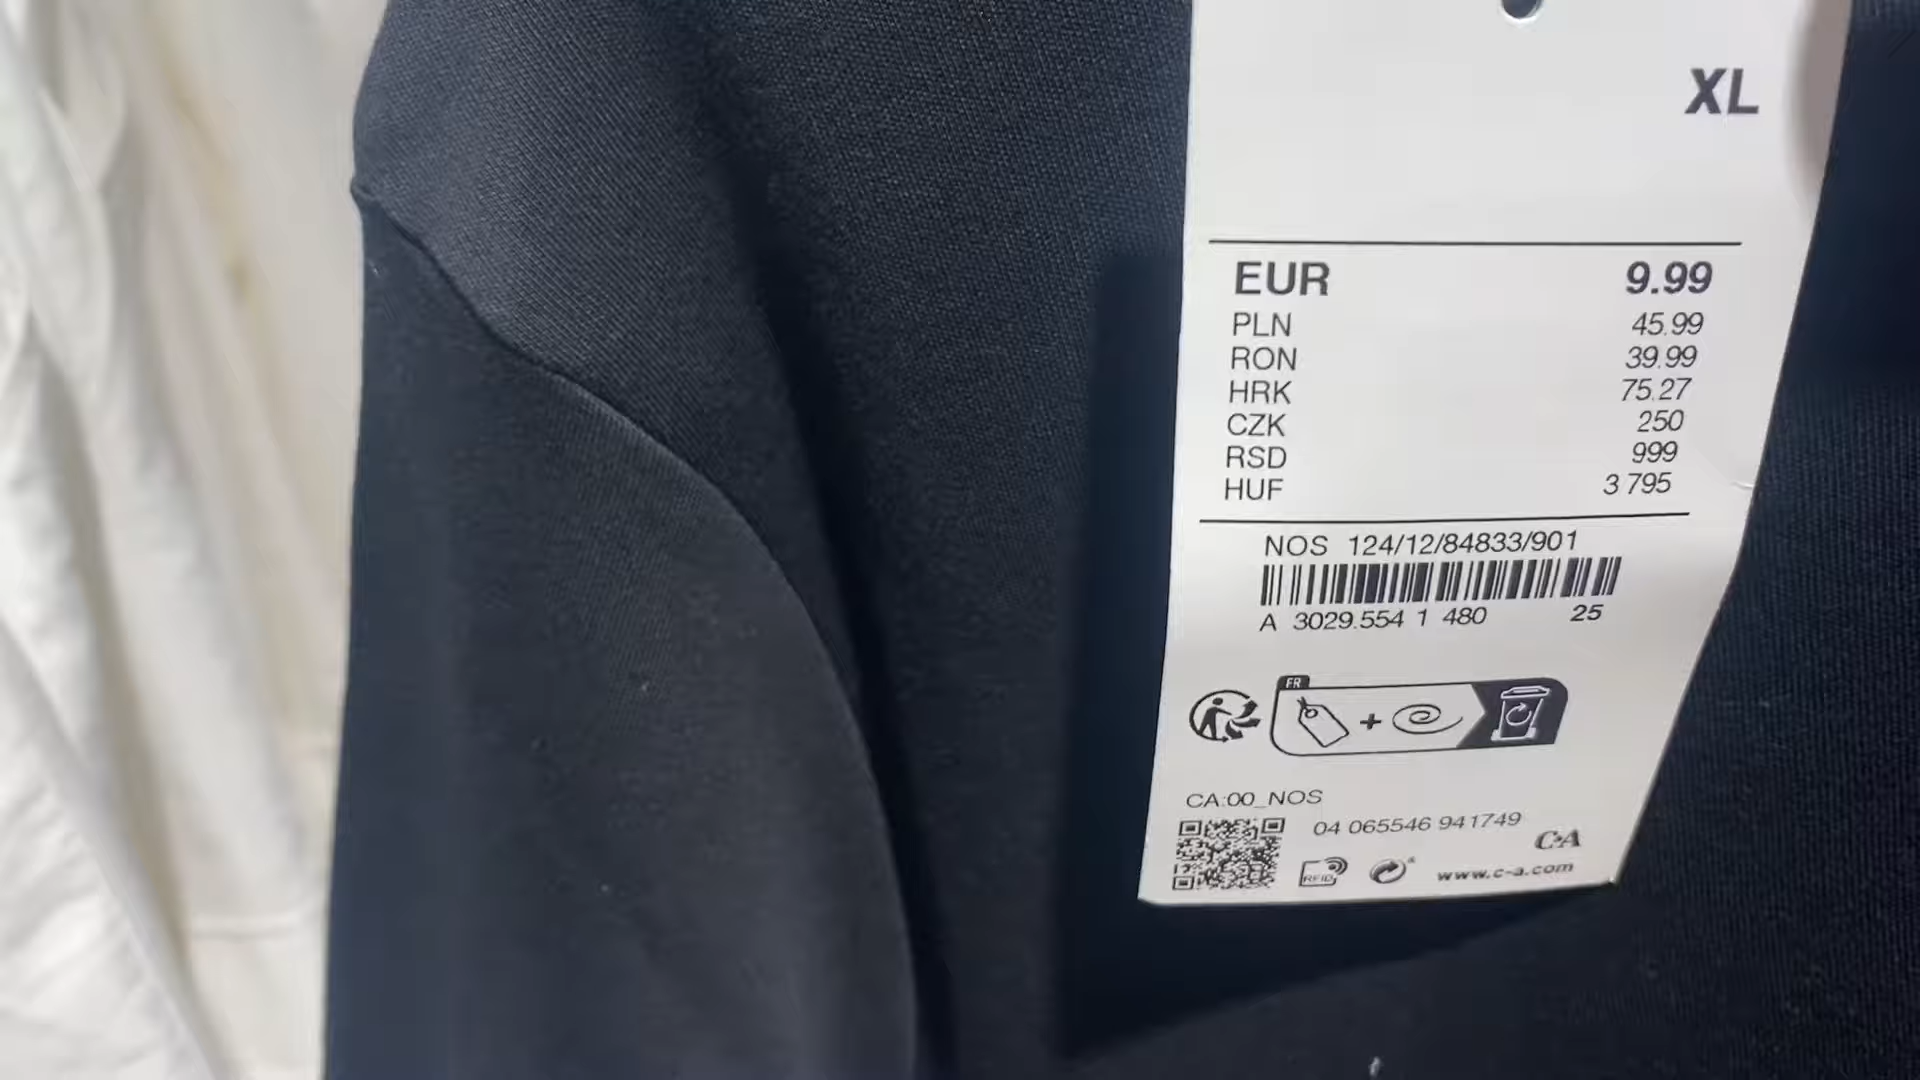 XL
EUR 9.99
PLN 45.99
RON 39.99
HRK 75.27
CZK 250
RSD 999
HUF 3 795
NOS 124/12/84833/901
A 3029.554 1 480 25
FR
CA:00_NOS
04 065546 941749
C&A
RFID
www.c-a.com